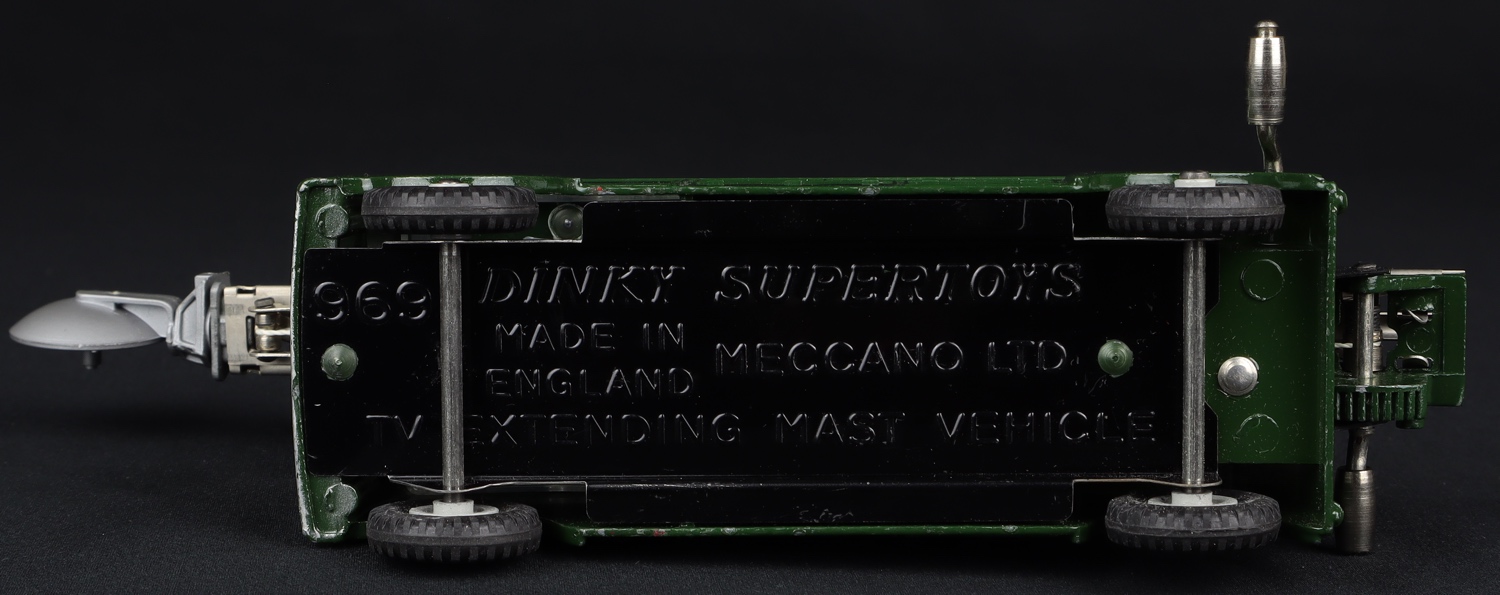 969
DINKY SUPERTOYS
MADE IN
ENGLAND
MECCANO LTD.
TV EXTENDING MAST VEHICLE